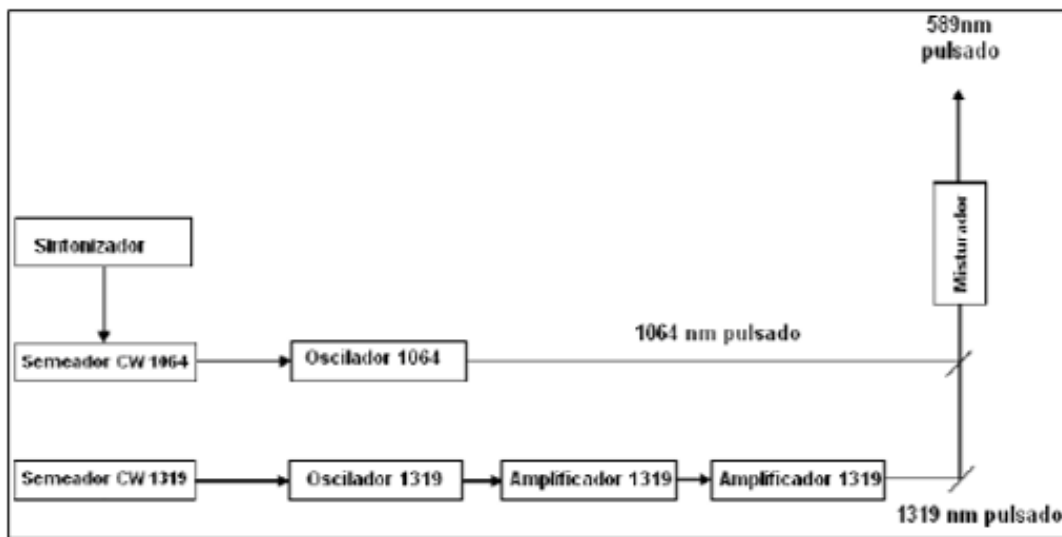 589nm
pulsado
Misturador
Sintonizador
1064 nm pulsado
Semeador CW 1064
Oscilador 1064
Semeador CW 1319
Oscilador 1319
Amplificador 1319
Amplificador 1319
1319 nm pulsado